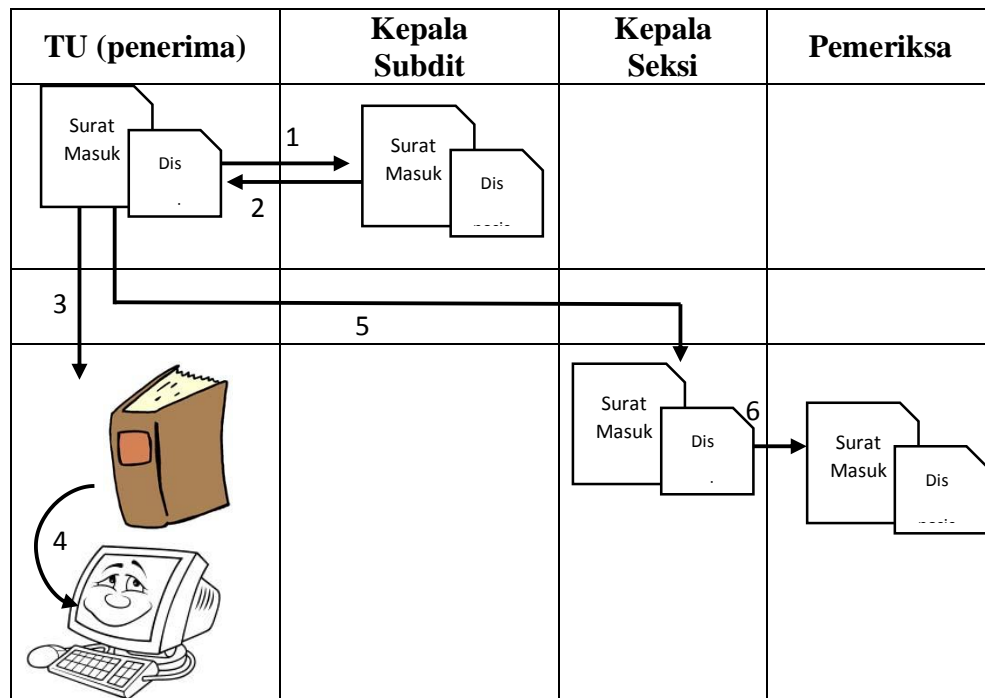 TU (penerima)
Kepala
Subdit
Kepala
Seksi
Pemeriksa
Surat
Masuk
Dis
.
1
2
Surat
Masuk
Dis
3
5
Surat
Masuk
Dis
.
6
Surat
Masuk
Dis
4